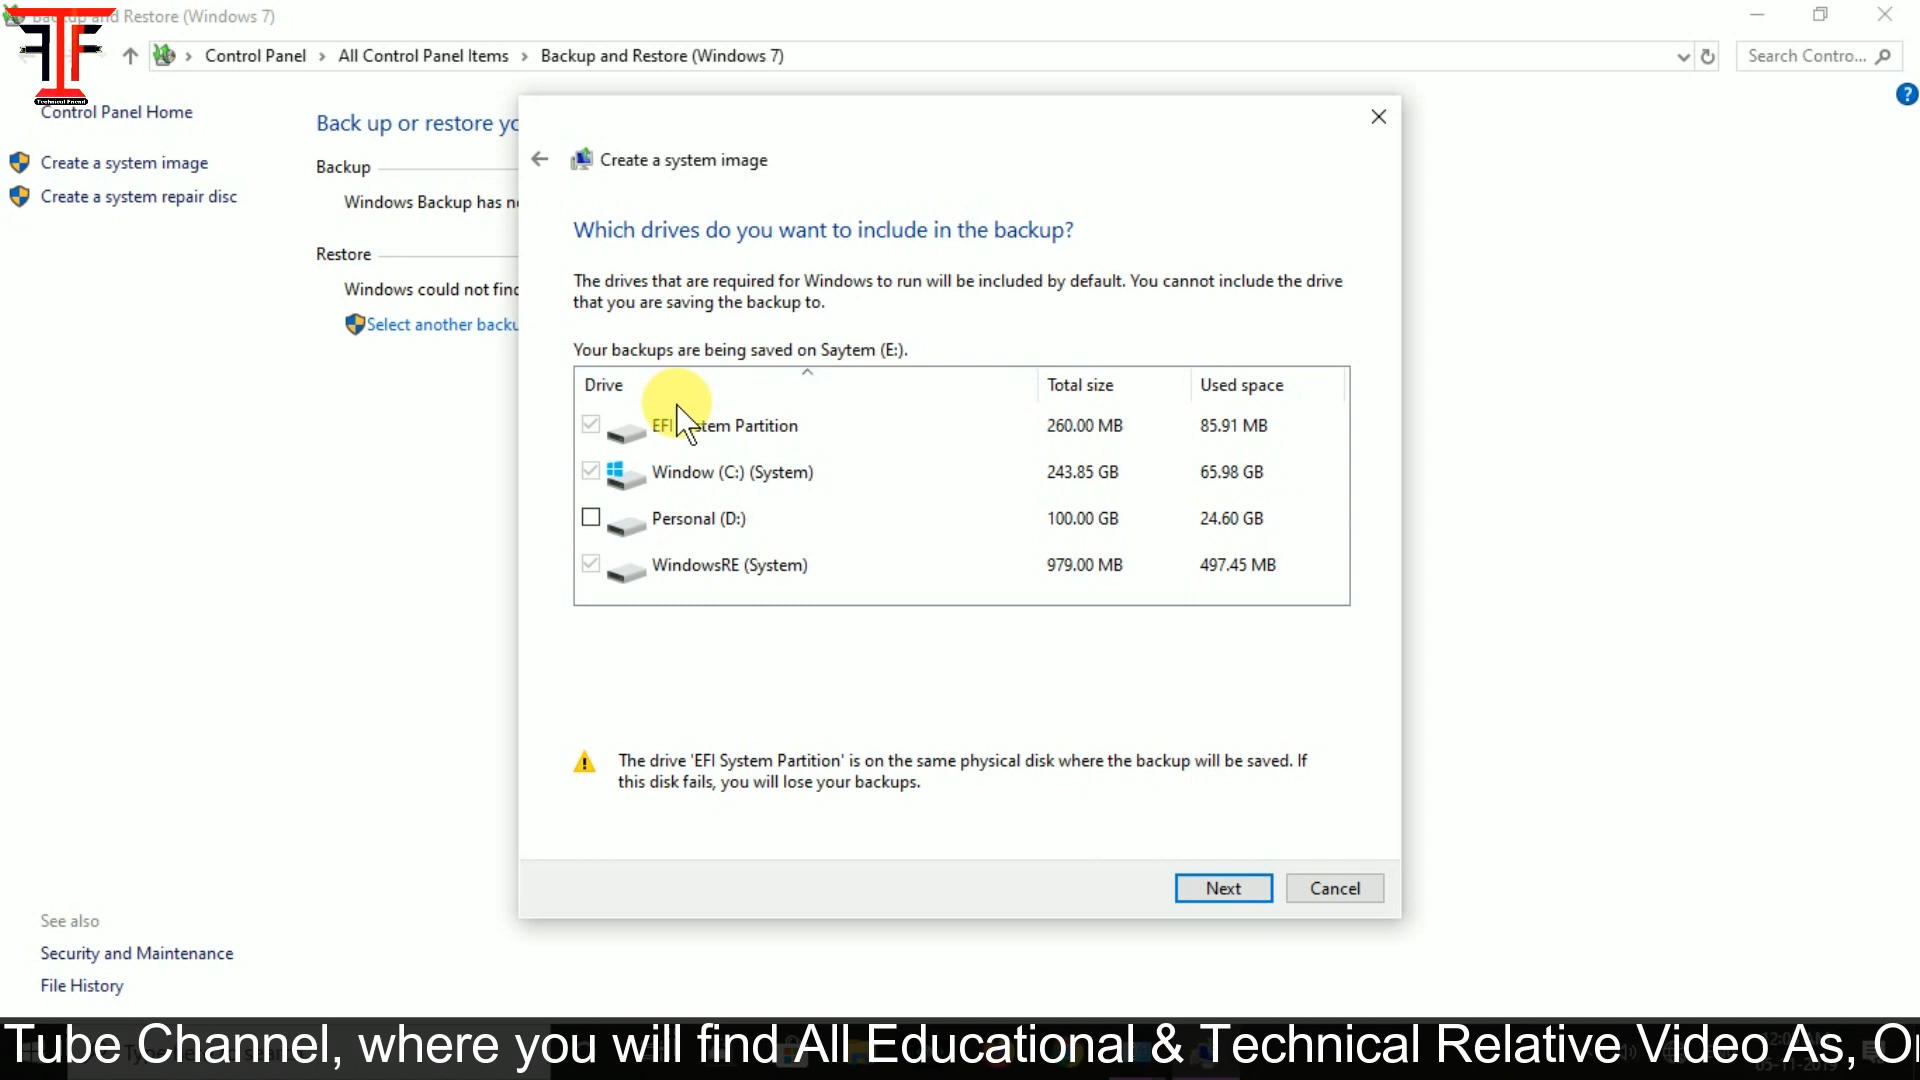 Backup and Restore (Windows 7)
Technical Friend
Control Panel › All Control Panel Items › Backup and Restore (Windows 7)
Search Contro...
Control Panel Home
Create a system image
Create a system repair disc
Back up or restore yo
Backup
Windows Backup has no
Restore
Windows could not find
Select another backu
Create a system image
Which drives do you want to include in the backup?
The drives that are required for Windows to run will be included by default. You cannot include the drive
that you are saving the backup to.
Your backups are being saved on Saytem (E:).
Drive Total size Used space
EFI System Partition 260.00 MB 85.91 MB
Window (C:) (System) 243.85 GB 65.98 GB
Personal (D:) 100.00 GB 24.60 GB
WindowsRE (System) 979.00 MB 497.45 MB
The drive 'EFI System Partition' is on the same physical disk where the backup will be saved. If
this disk fails, you will lose your backups.
Next Cancel
See also
Security and Maintenance
File History
Tube Channel, where you will find All Educational & Technical Relative Video As, O